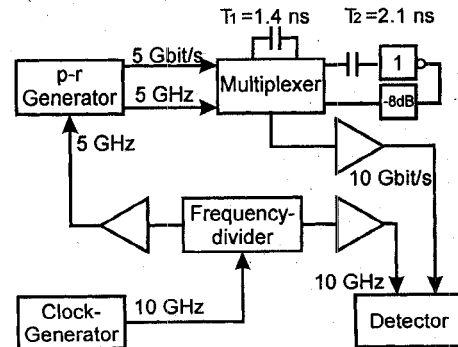 T1=1.4 ns
T2=2.1 ns
5 Gbit/s
p-r
Generator
Multiplexer
1
-8dB
5 GHz
5 GHz
10 Gbit/s
Frequency-
divider
10 GHz
10 GHz
Clock-
Generator
Detector